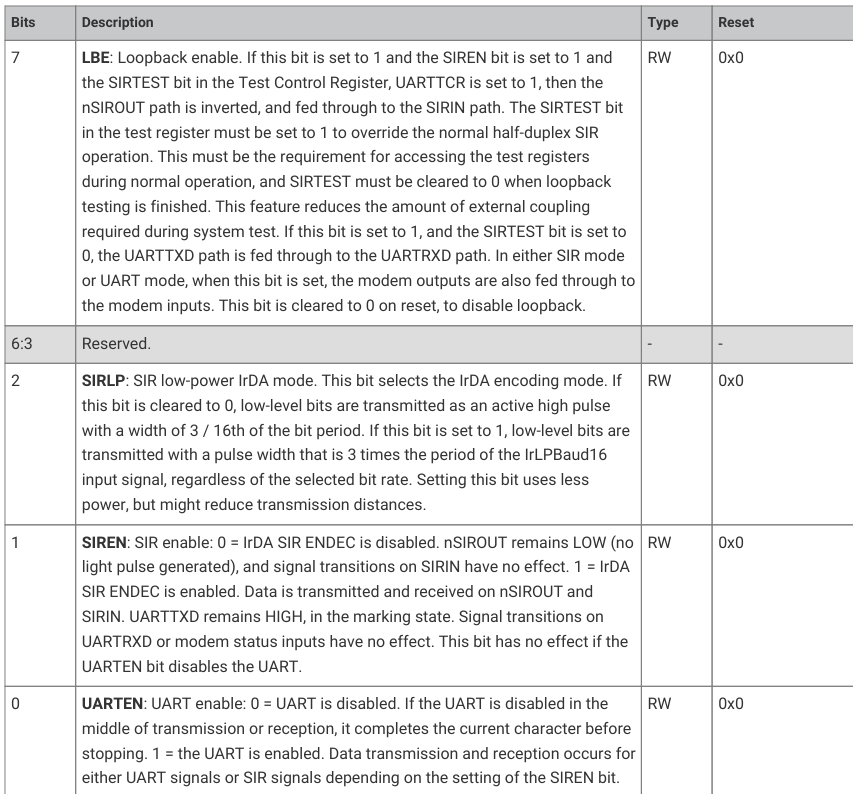 Bits Description Type Reset
7 LBE: Loopback enable. If this bit is set to 1 and the SIREN bit is set to 1 and RW 0x0
the SIRTEST bit in the Test Control Register, UARTTCR is set to 1, then the
nSIROUT path is inverted, and fed through to the SIRIN path. The SIRTEST bit
in the test register must be set to 1 to override the normal half-duplex SIR
operation. This must be the requirement for accessing the test registers
during normal operation, and SIRTEST must be cleared to 0 when loopback
testing is finished. This feature reduces the amount of external coupling
required during system test. If this bit is set to 1, and the SIRTEST bit is set to
0, the UARTTXD path is fed through to the UARTRXD path. In either SIR mode
or UART mode, when this bit is set, the modem outputs are also fed through to
the modem inputs. This bit is cleared to 0 on reset, to disable loopback.
6:3 Reserved. - -
2 SIRLP: SIR low-power IrDA mode. This bit selects the IrDA encoding mode. If RW 0x0
this bit is cleared to 0, low-level bits are transmitted as an active high pulse
with a width of 3 / 16th of the bit period. If this bit is set to 1, low-level bits are
transmitted with a pulse width that is 3 times the period of the IrLPBaud16
input signal, regardless of the selected bit rate. Setting this bit uses less
power, but might reduce transmission distances.
1 SIREN: SIR enable: 0 = IrDA SIR ENDEC is disabled. nSIROUT remains LOW (no RW 0x0
light pulse generated), and signal transitions on SIRIN have no effect. 1 = IrDA
SIR ENDEC is enabled. Data is transmitted and received on nSIROUT and
SIRIN. UARTTXD remains HIGH, in the marking state. Signal transitions on
UARTRXD or modem status inputs have no effect. This bit has no effect if the
UARTEN bit disables the UART.
0 UARTEN: UART enable: 0 = UART is disabled. If the UART is disabled in the RW 0x0
middle of transmission or reception, it completes the current character before
stopping. 1 = the UART is enabled. Data transmission and reception occurs for
either UART signals or SIR signals depending on the setting of the SIREN bit.